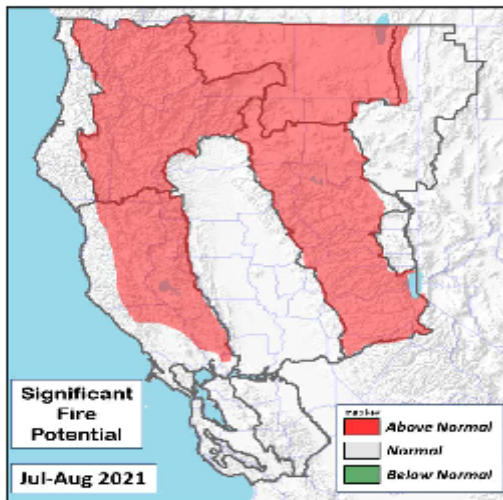 Significant
Fire
Potential
Jul-Aug 2021
Above Normal
Normal
Below Normal